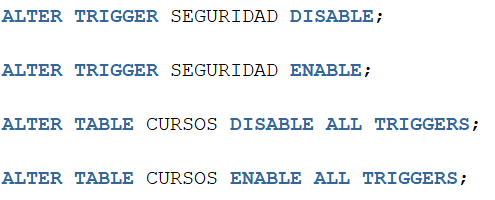 ALTER TRIGGER SEGURIDAD DISABLE;
ALTER TRIGGER SEGURIDAD ENABLE;
ALTER TABLE CURSOS DISABLE ALL TRIGGERS;
ALTER TABLE CURSOS ENABLE ALL TRIGGERS;